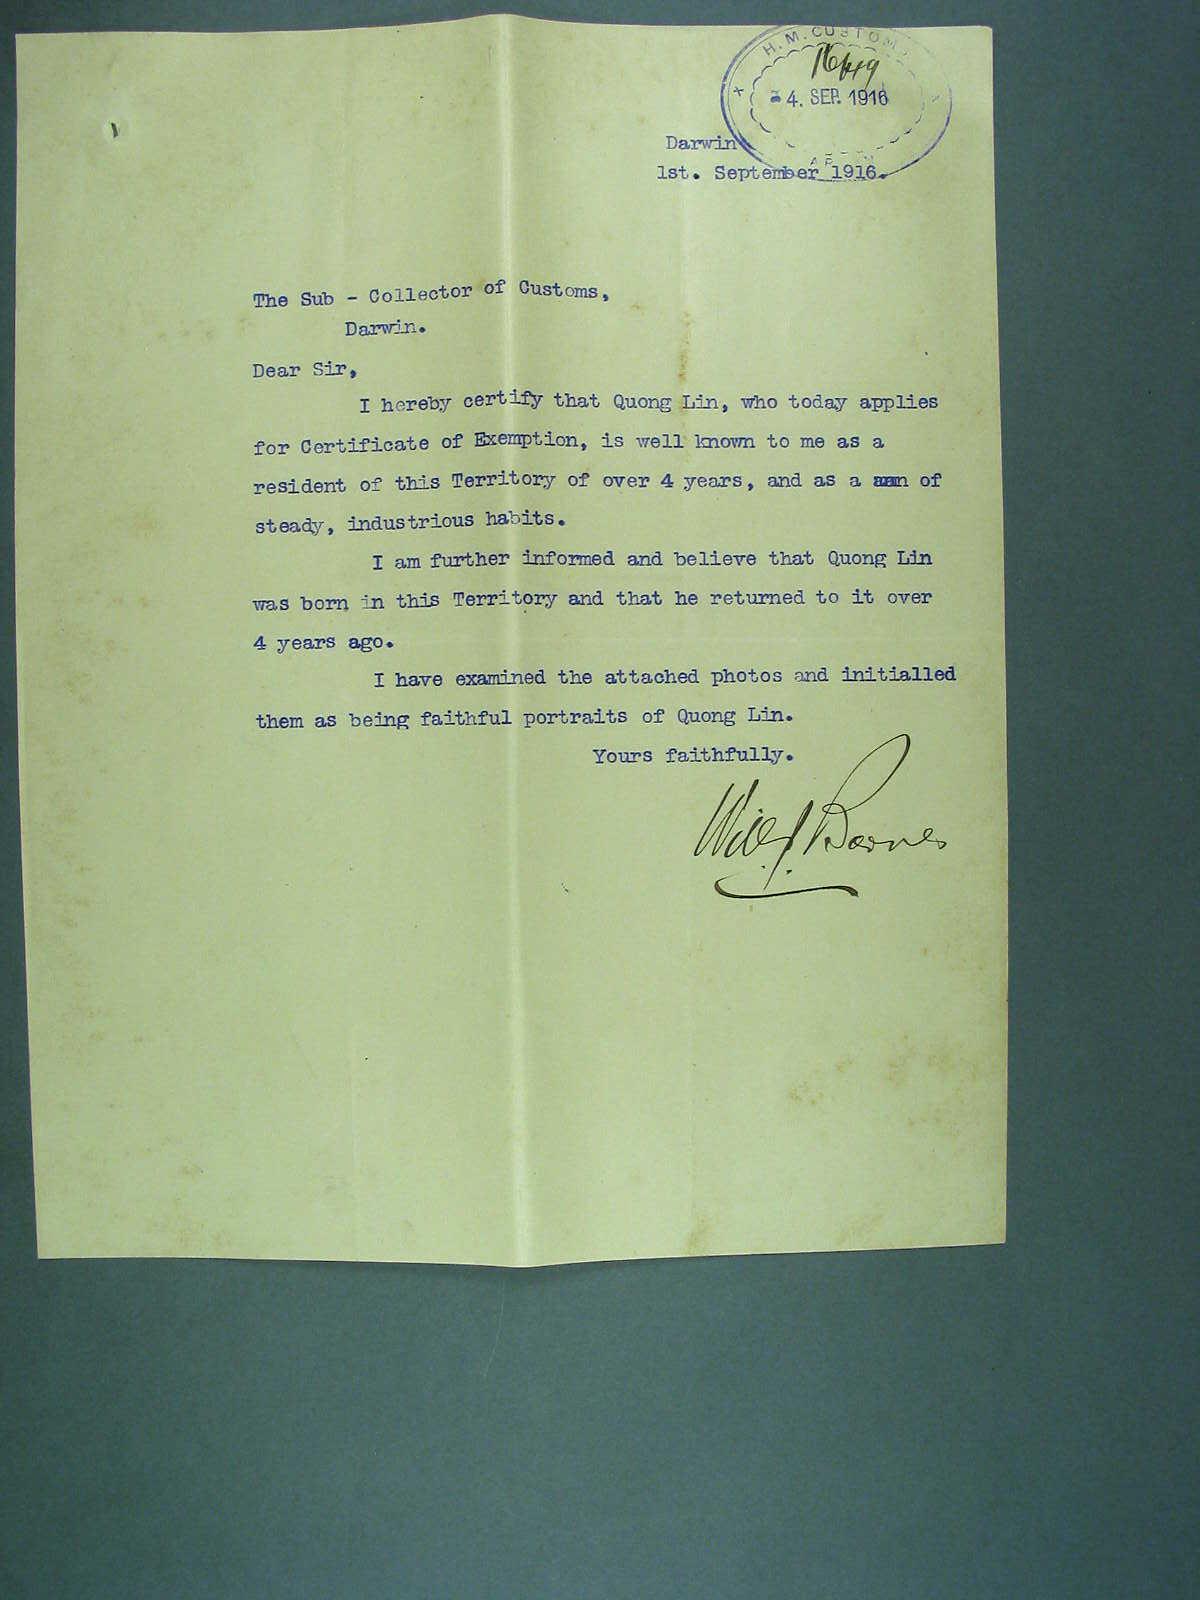 H. M. CUSTOMS
4. SEP. 1916
Darwin
1st. September 1916.
The Sub - Collector of Customs,
Darwin.
Dear Sir,
I hereby certify that Quong Lin, who today applies
for Certificate of Exemption, is well known to me as a
resident of this Territory of over 4 years, and as a man of
steady, industrious habits.
I am further informed and believe that Quong Lin
was born in this Territory and that he returned to it over
4 years ago.
I have examined the attached photos and initialled
them as being faithful portraits of Quong Lin.
Yours faithfully.
Barnes